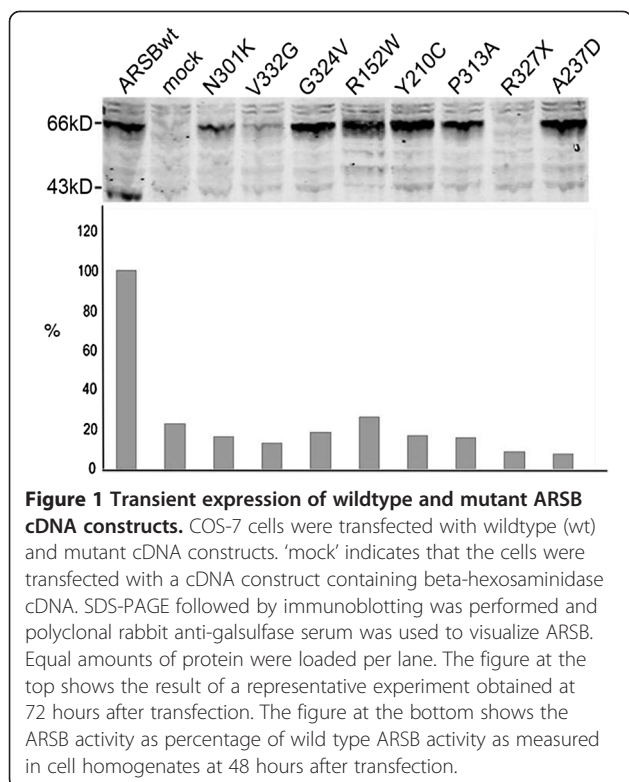 ARSBwt mock N301K V332G G324V R152W Y210C P313A R327X A237D
66kD
43kD
120
100
80
%
60
40
20
0
Figure 1 Transient expression of wildtype and mutant ARSB
cDNA constructs. COS-7 cells were transfected with wildtype (wt)
and mutant cDNA constructs. ‘mock’ indicates that the cells were
transfected with a cDNA construct containing beta-hexosaminidase
cDNA. SDS-PAGE followed by immunoblotting was performed and
polyclonal rabbit anti-galsulfase serum was used to visualize ARSB.
Equal amounts of protein were loaded per lane. The figure at the
top shows the result of a representative experiment obtained at
72 hours after transfection. The figure at the bottom shows the
ARSB activity as percentage of wild type ARSB activity as measured
in cell homogenates at 48 hours after transfection.